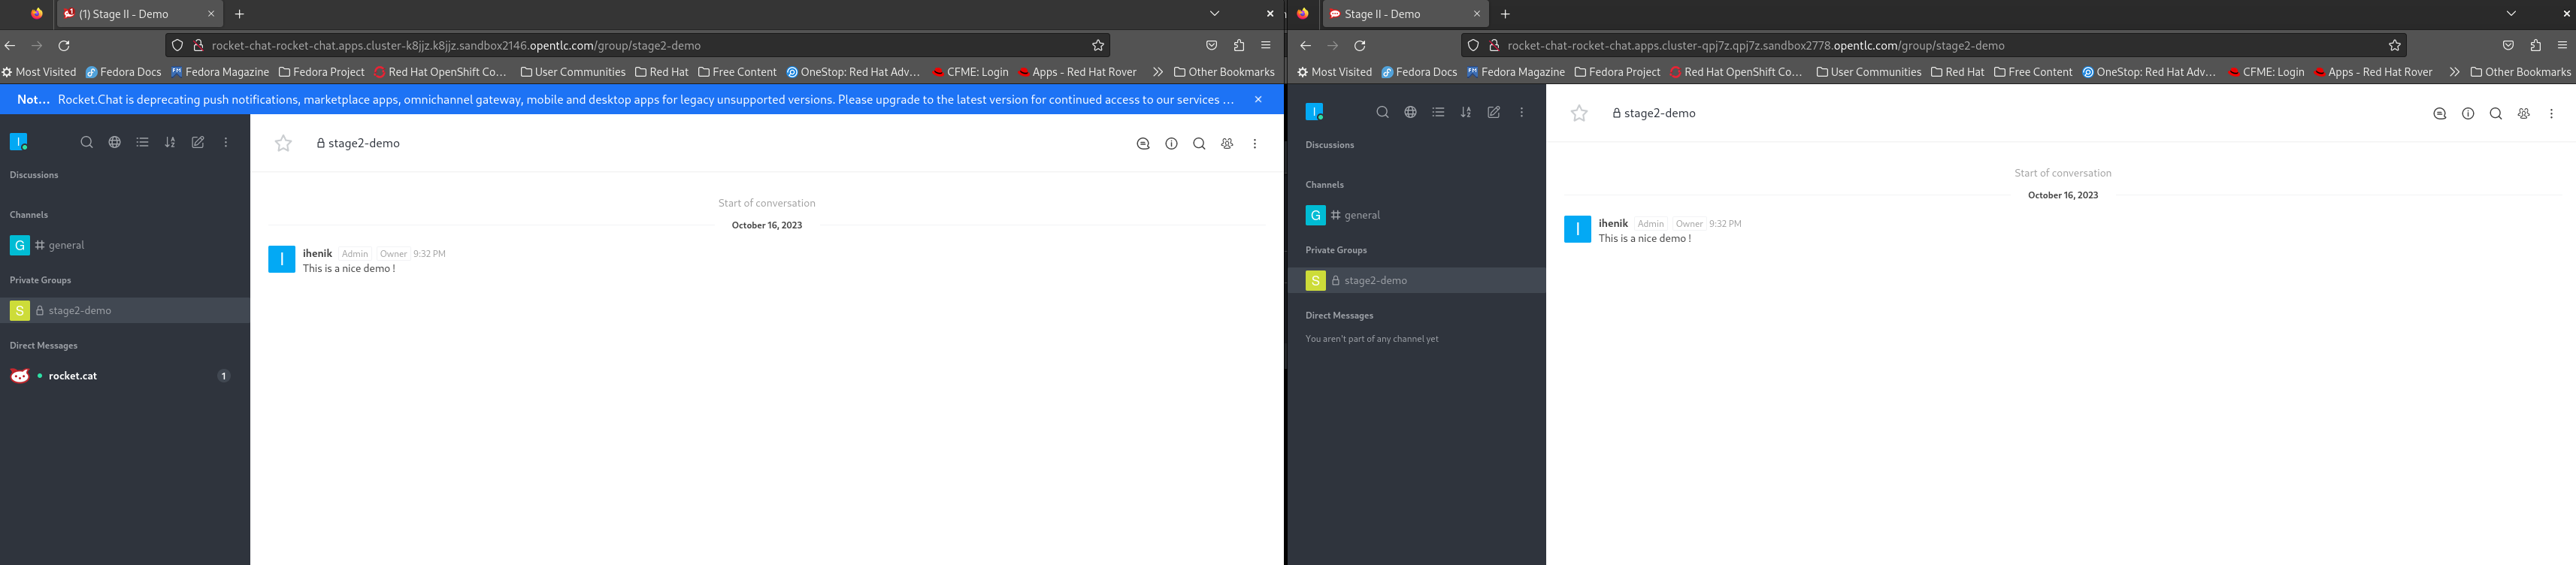 (1) Stage II - Demo
rocket-chat-rocket-chat.apps.cluster-k8jjz.k8jjz.sandbox2146.opentlc.com/group/stage2-demo
Most Visited Fedora Docs Fedora Magazine Fedora Project Red Hat OpenShift Co… User Communities Red Hat Free Content OneStop: Red Hat Adv… CFME: Login Apps - Red Hat Rover Other Bookmarks
Not… Rocket.Chat is deprecating push notifications, marketplace apps, omnichannel gateway, mobile and desktop apps for legacy unsupported versions. Please upgrade to the latest version for continued access to our services …
I
stage2-demo
Discussions
Channels
G # general
Private Groups
S stage2-demo
Direct Messages
rocket.cat 1
Start of conversation
October 16, 2023
I ihenik Admin Owner 9:32 PM
This is a nice demo !
Stage II - Demo
rocket-chat-rocket-chat.apps.cluster-qpj7z.qpj7z.sandbox2778.opentlc.com/group/stage2-demo
Most Visited Fedora Docs Fedora Magazine Fedora Project Red Hat OpenShift Co… User Communities Red Hat Free Content OneStop: Red Hat Adv… CFME: Login Apps - Red Hat Rover Other Bookmarks
I
stage2-demo
Discussions
Channels
G # general
Private Groups
S stage2-demo
Direct Messages
You aren't part of any channel yet
Start of conversation
October 16, 2023
I ihenik Admin Owner 9:32 PM
This is a nice demo !